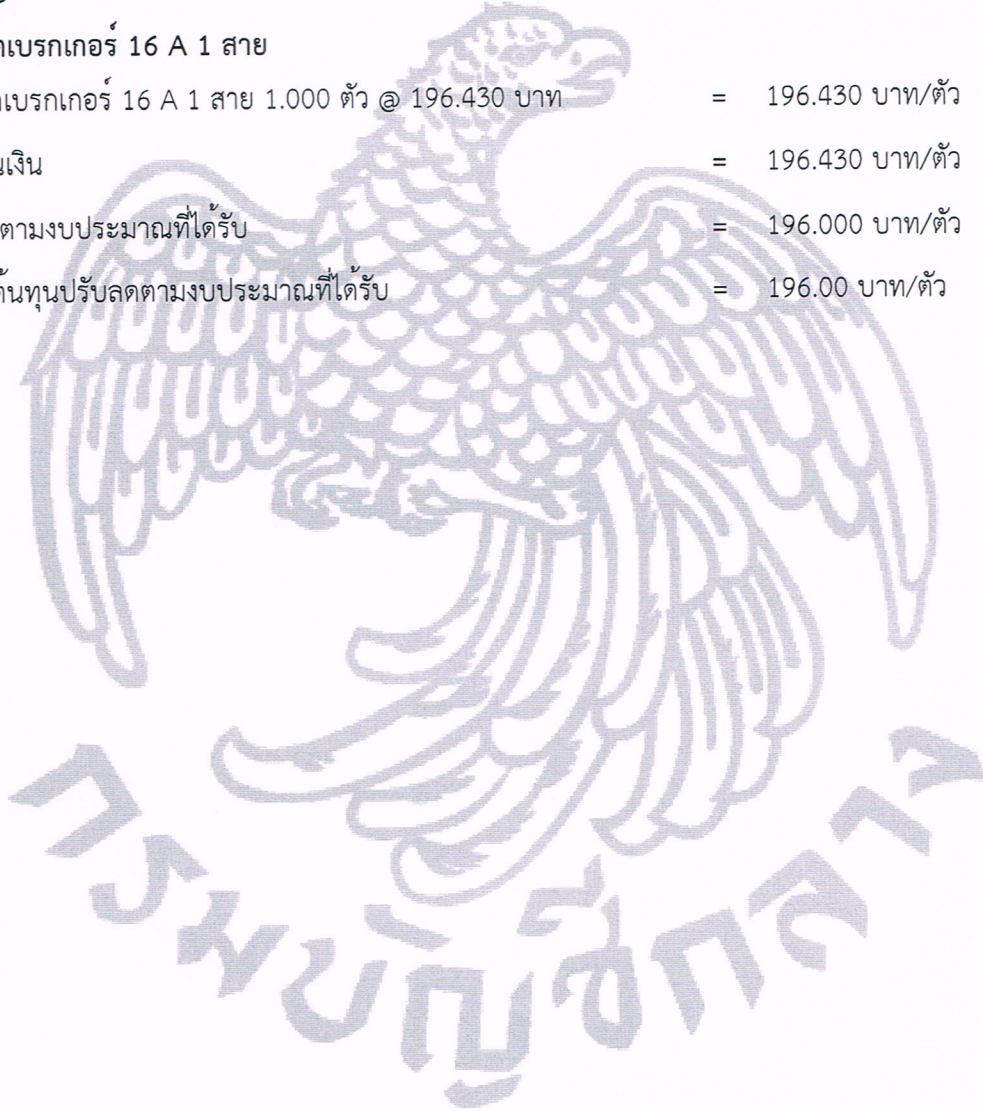 เบรกเกอร์ 16 A 1 สาย
เบรกเกอร์ 16 A 1 สาย 1.000 ตัว @ 196.430 บาท = 196.430 บาท/ตัว
เงิน = 196.430 บาท/ตัว
ตามงบประมาณที่ได้รับ = 196.000 บาท/ตัว
ต้นทุนปรับลดตามงบประมาณที่ได้รับ = 196.00 บาท/ตัว
กรมบัญชีกลาง